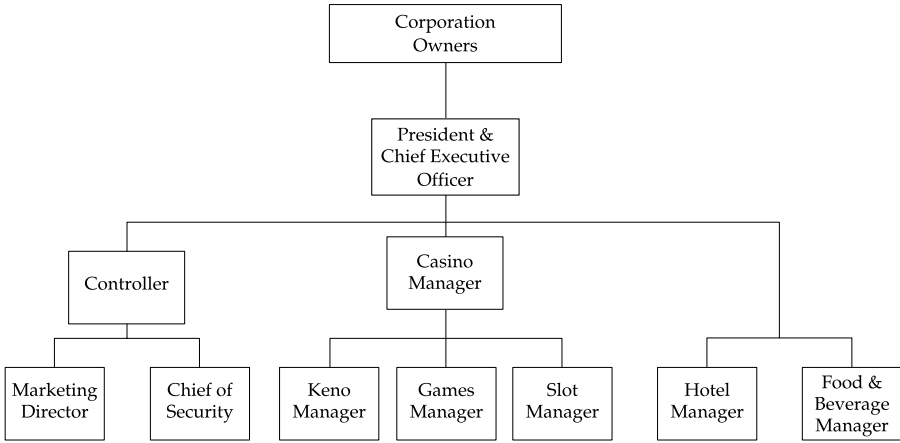 Corporation
Owners
President &
Chief Executive
Officer
Controller
Casino
Manager
Marketing
Director
Chief of
Security
Keno
Manager
Games
Manager
Slot
Manager
Hotel
Manager
Food &
Beverage
Manager